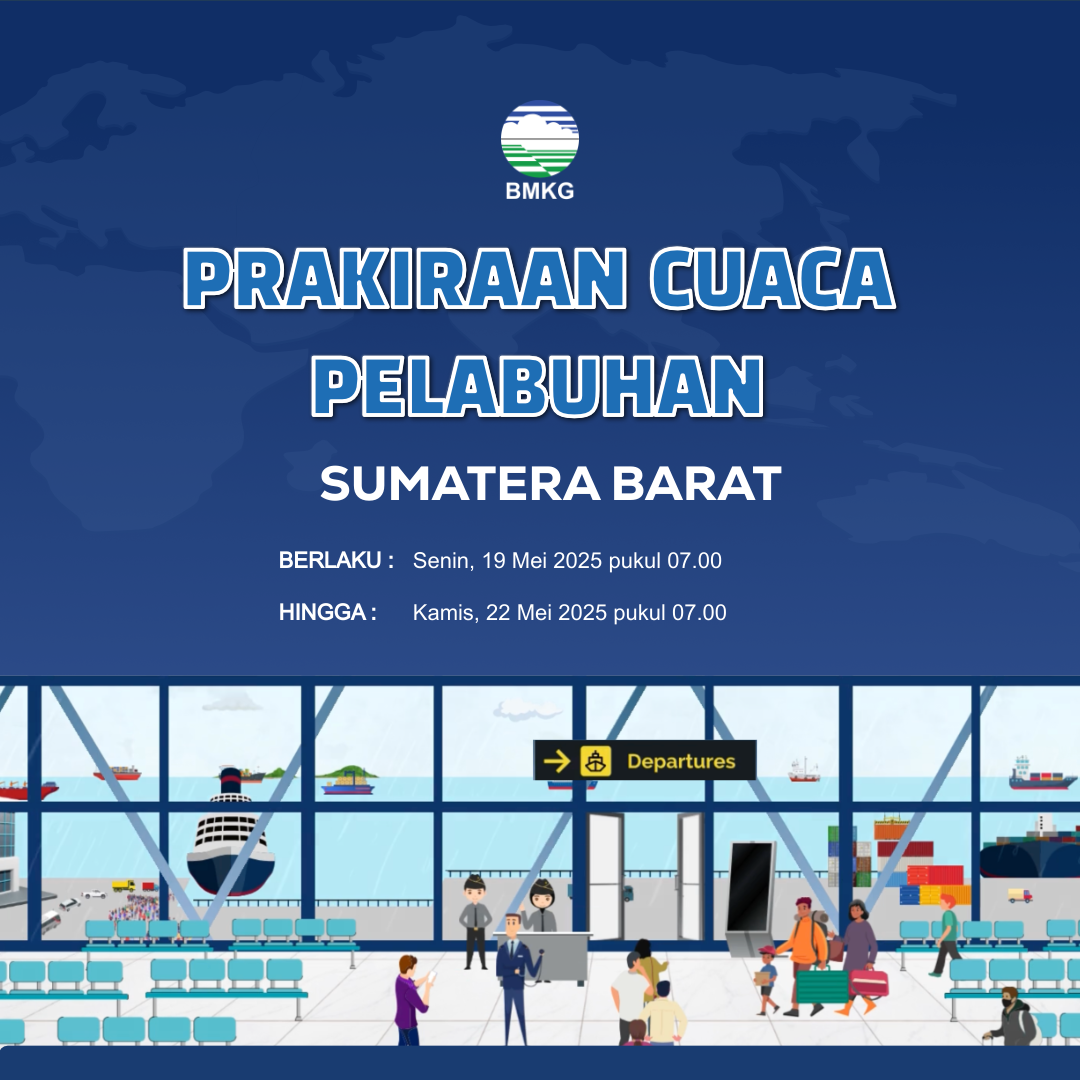 BMKG
PRAKIRAAN CUACA
PELABUHAN
SUMATERA BARAT
BERLAKU : Senin, 19 Mei 2025 pukul 07.00
HINGGA : Kamis, 22 Mei 2025 pukul 07.00
Departures